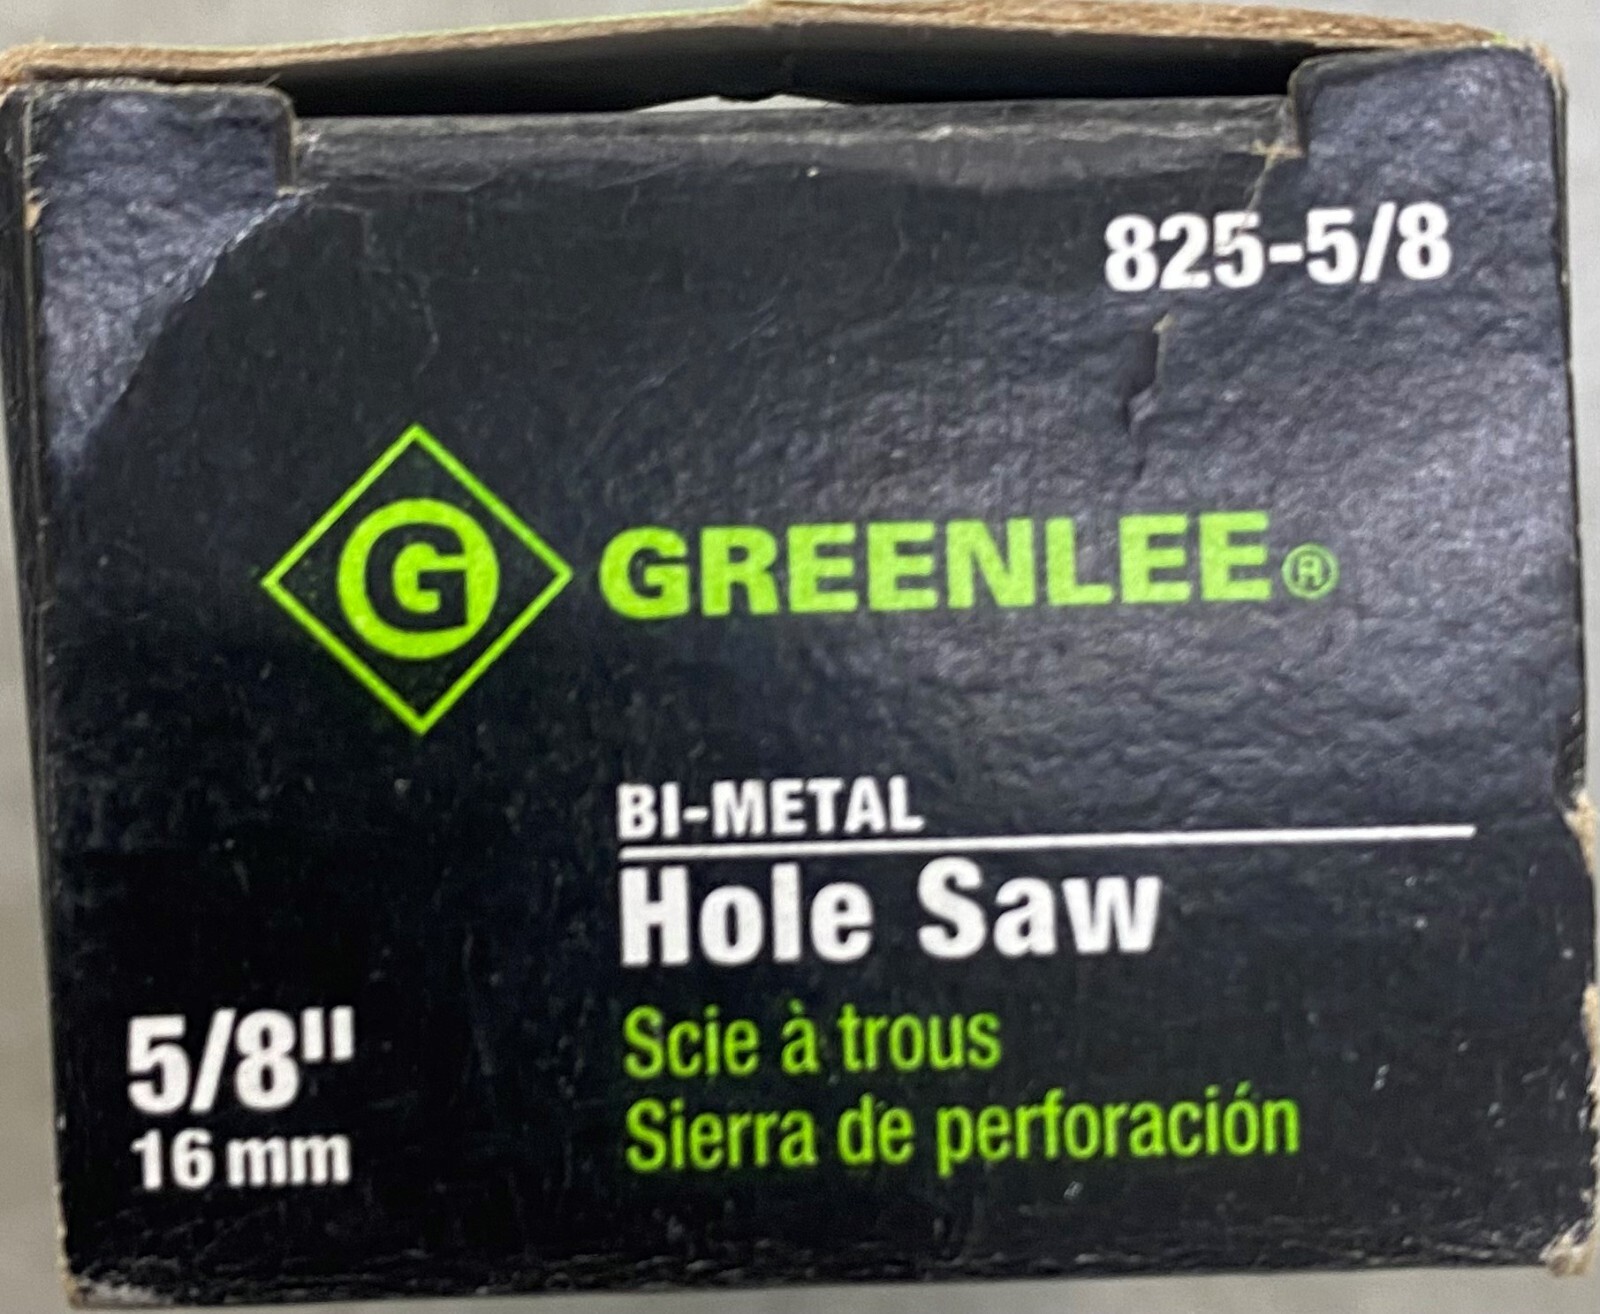 825-5/8
G GREENLEE®
BI-METAL
Hole Saw
5/8"
16 mm
Scie à trous
Sierra de perforación